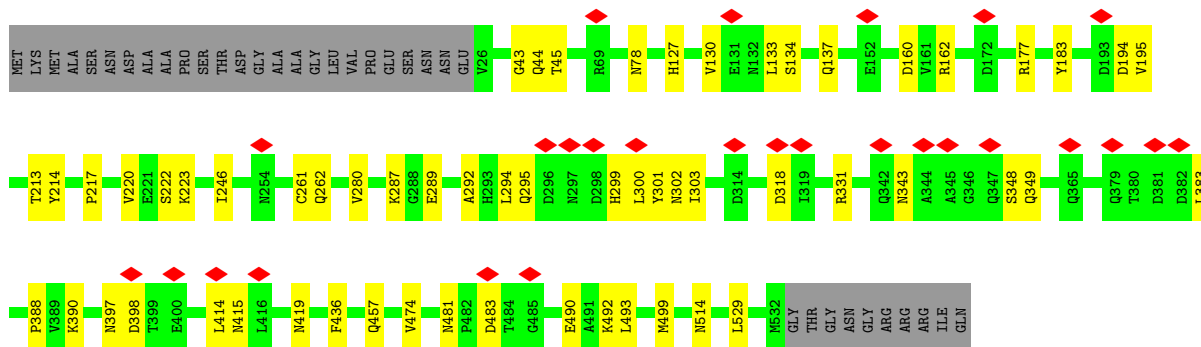 MET LYS MET ALA SER ASN ASP ALA ALA PRO SER THR ASP GLY ALA ALA GLY LEU VAL PRO GLU SER ASN ASN GLU V26 G43 Q44 T45 R69 N78 H127 V130 E131 N132 L133 S134 Q137 E152 D160 V161 R162 D172 R177 Y183 D193 D194 V195
T213 Y214 P217 V220 E221 S222 K223 I246 N254 C261 Q262 V280 K287 G288 E289 A292 H293 L294 Q295 D296 N297 D298 H299 L300 Y301 N302 I303 D314 D318 I319 R331 Q342 N343 A344 A345 G346 Q347 S348 Q349 Q365 Q379 T380 D381 D382 L383
P388 V389 K390 N397 D398 T399 E400 L414 N415 L416 N419 F436 Q457 V474 N481 P482 D483 T484 G485 E490 A491 K492 L493 M499 N514 L529 M532 GLY THR GLY ASN GLY ARG ARG ARG ILE GLN